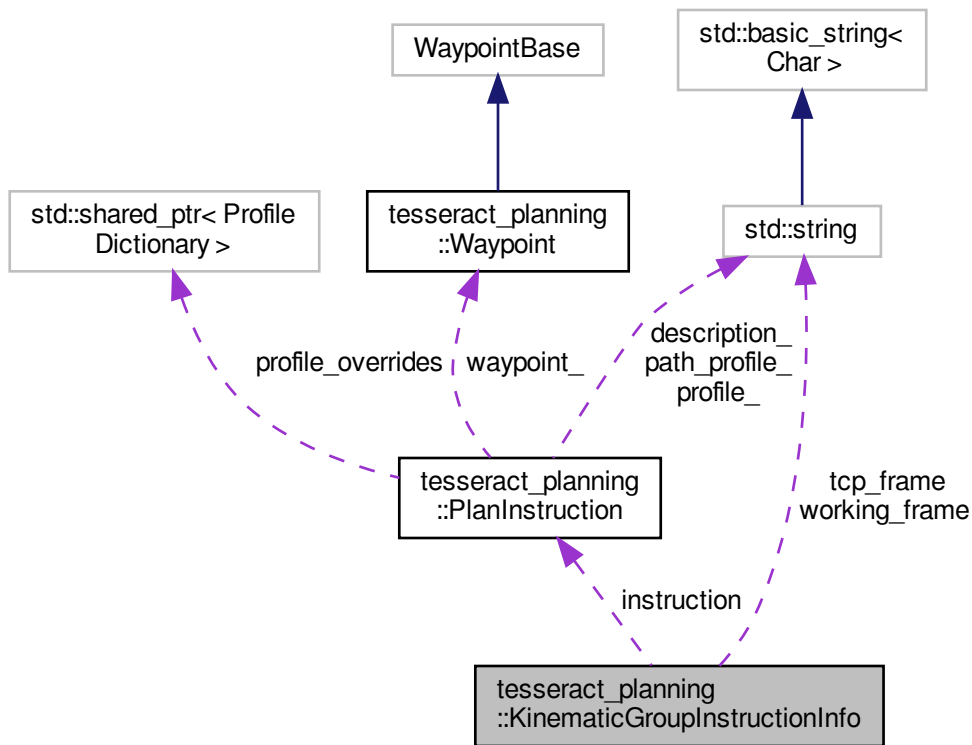 std::basic_string<
Char >
WaypointBase
std::shared_ptr< Profile
Dictionary >
tesseract_planning
::Waypoint
std::string
profile_overrides
waypoint_
description_
path_profile_
profile_
tesseract_planning
::PlanInstruction
tcp_frame
working_frame
instruction
tesseract_planning
::KinematicGroupInstructionInfo